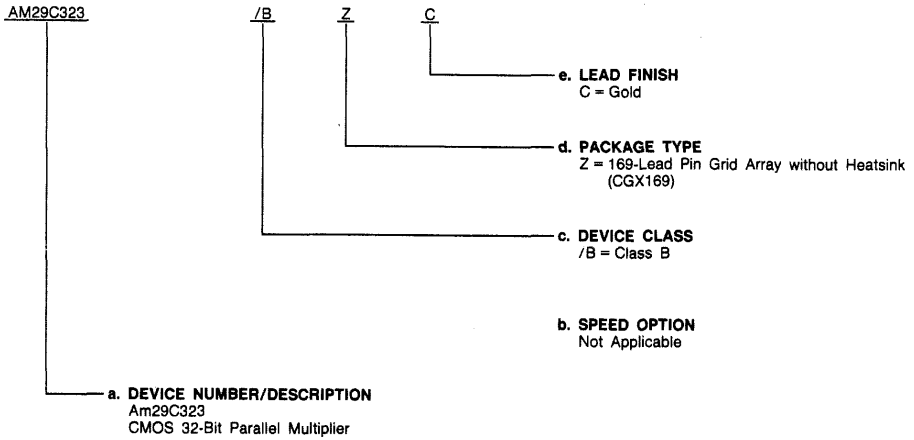 AM29C323 /B Z C
e. LEAD FINISH
C = Gold
d. PACKAGE TYPE
Z = 169-Lead Pin Grid Array without Heatsink
(CGX169)
c. DEVICE CLASS
/B = Class B
b. SPEED OPTION
Not Applicable
a. DEVICE NUMBER/DESCRIPTION
Am29C323
CMOS 32-Bit Parallel Multiplier